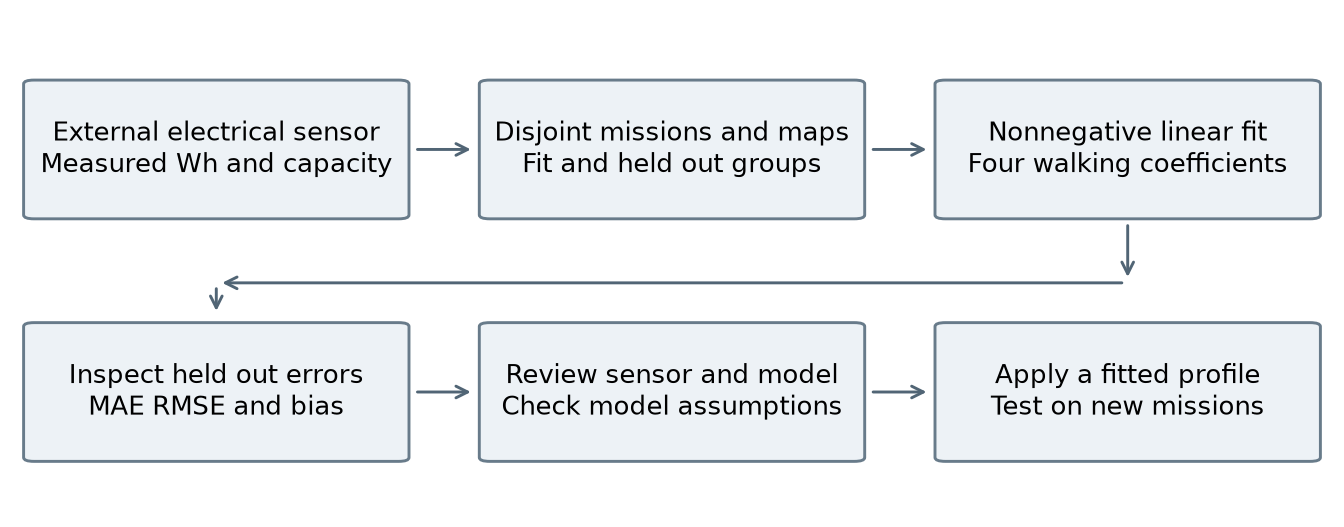 External electrical sensor
Measured Wh and capacity
Disjoint missions and maps
Fit and held out groups
Nonnegative linear fit
Four walking coefficients
Inspect held out errors
MAE RMSE and bias
Review sensor and model
Check model assumptions
Apply a fitted profile
Test on new missions